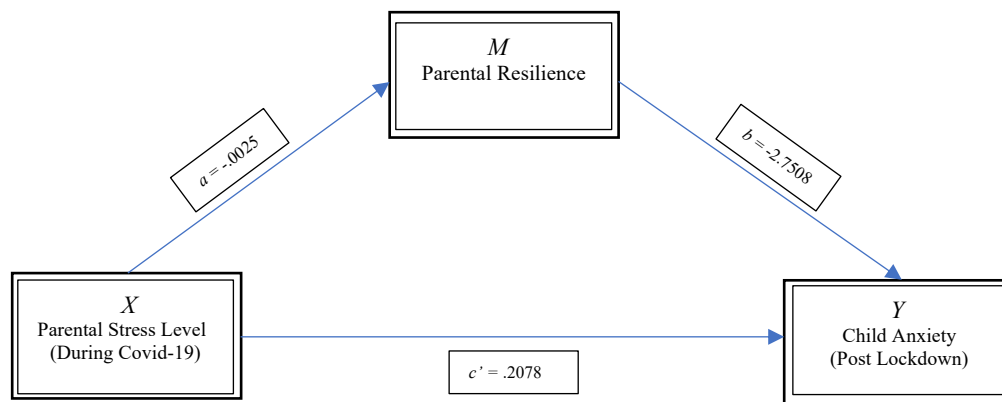 M
Parental Resilience
a = -.0025
b = -2.7508
X
Parental Stress Level
(During Covid-19)
Y
Child Anxiety
(Post Lockdown)
c’ = .2078